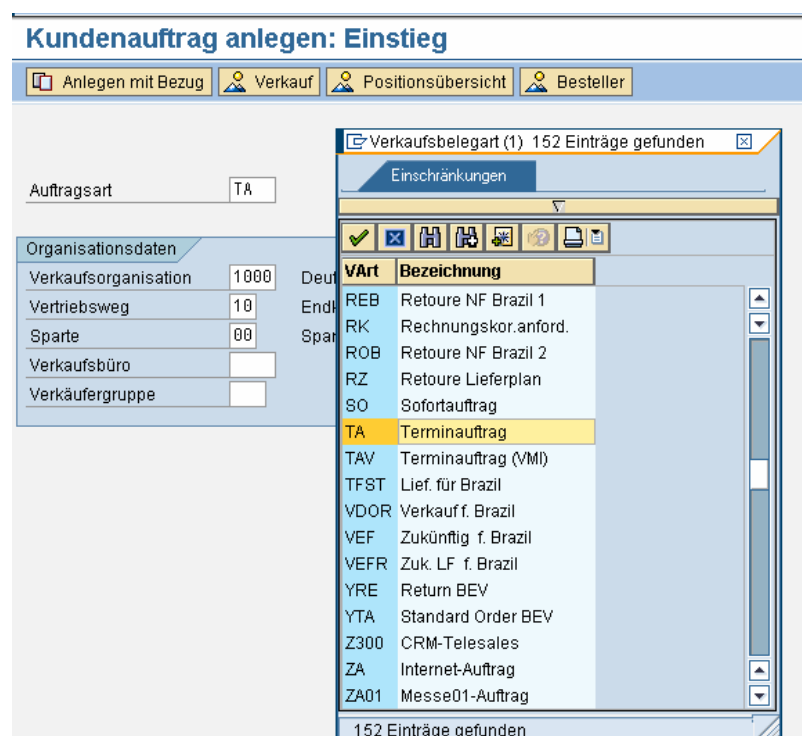 Kundenauftrag anlegen: Einstieg
Anlegen mit Bezug Verkauf Positionsübersicht Besteller
Auftragsart TA
Organisationsdaten
Verkaufsorganisation 1000 Deut
Vertriebsweg 10 Endk
Sparte 00 Spar
Verkaufsbüro
Verkäufergruppe
Verkaufsbelegart (1) 152 Einträge gefunden
Einschränkungen
VArt Bezeichnung
REB Retoure NF Brazil 1
RK Rechnungskor.anford.
ROB Retoure NF Brazil 2
RZ Retoure Lieferplan
SO Sofortauftrag
TA Terminauftrag
TAV Terminauftrag (VMI)
TFST Lief. für Brazil
VDOR Verkauf f. Brazil
VEF Zukünftig f. Brazil
VEFR Zuk. LF f. Brazil
YRE Return BEV
YTA Standard Order BEV
Z300 CRM-Telesales
ZA Internet-Auftrag
ZA01 Messe01-Auftrag
152 Einträge gefunden